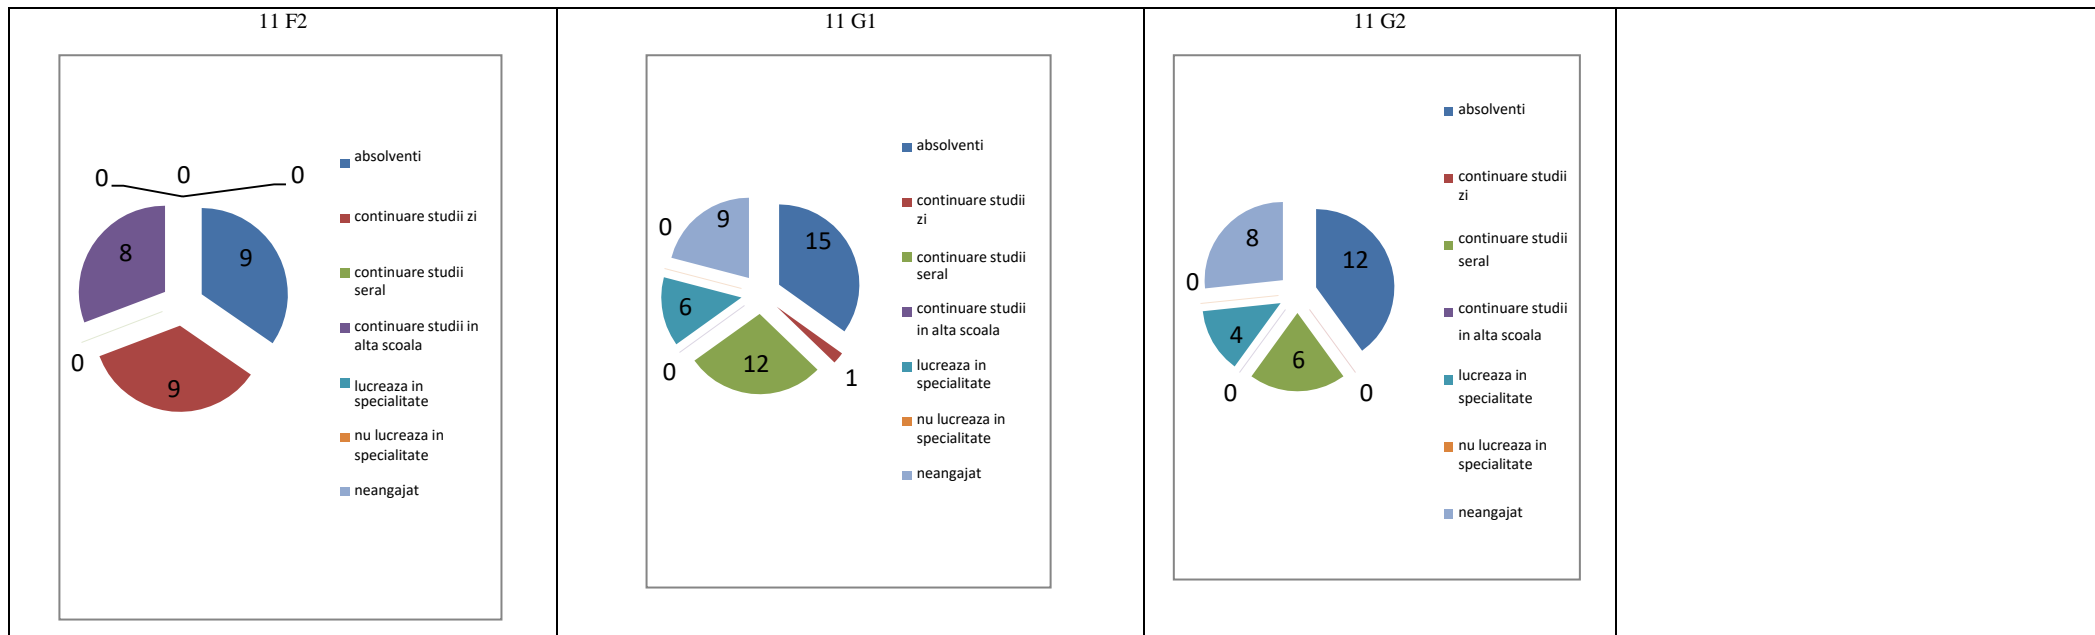 11 F2
0
0
0
8
9
0
9
absolventi
continuare studii zi
continuare studii
seral
continuare studii in
alta scoala
lucreaza in
specialitate
nu lucreaza in
specialitate
neangajat
11 G1
0
9
15
6
0
12
1
absolventi
continuare studii
zi
continuare studii
seral
continuare studii
in alta scoala
lucreaza in
specialitate
nu lucreaza in
specialitate
neangajat
11 G2
8
12
0
4
6
0
0
absolventi
continuare studii
zi
continuare studii
seral
continuare studii
in alta scoala
lucreaza in
specialitate
nu lucreaza in
specialitate
neangajat